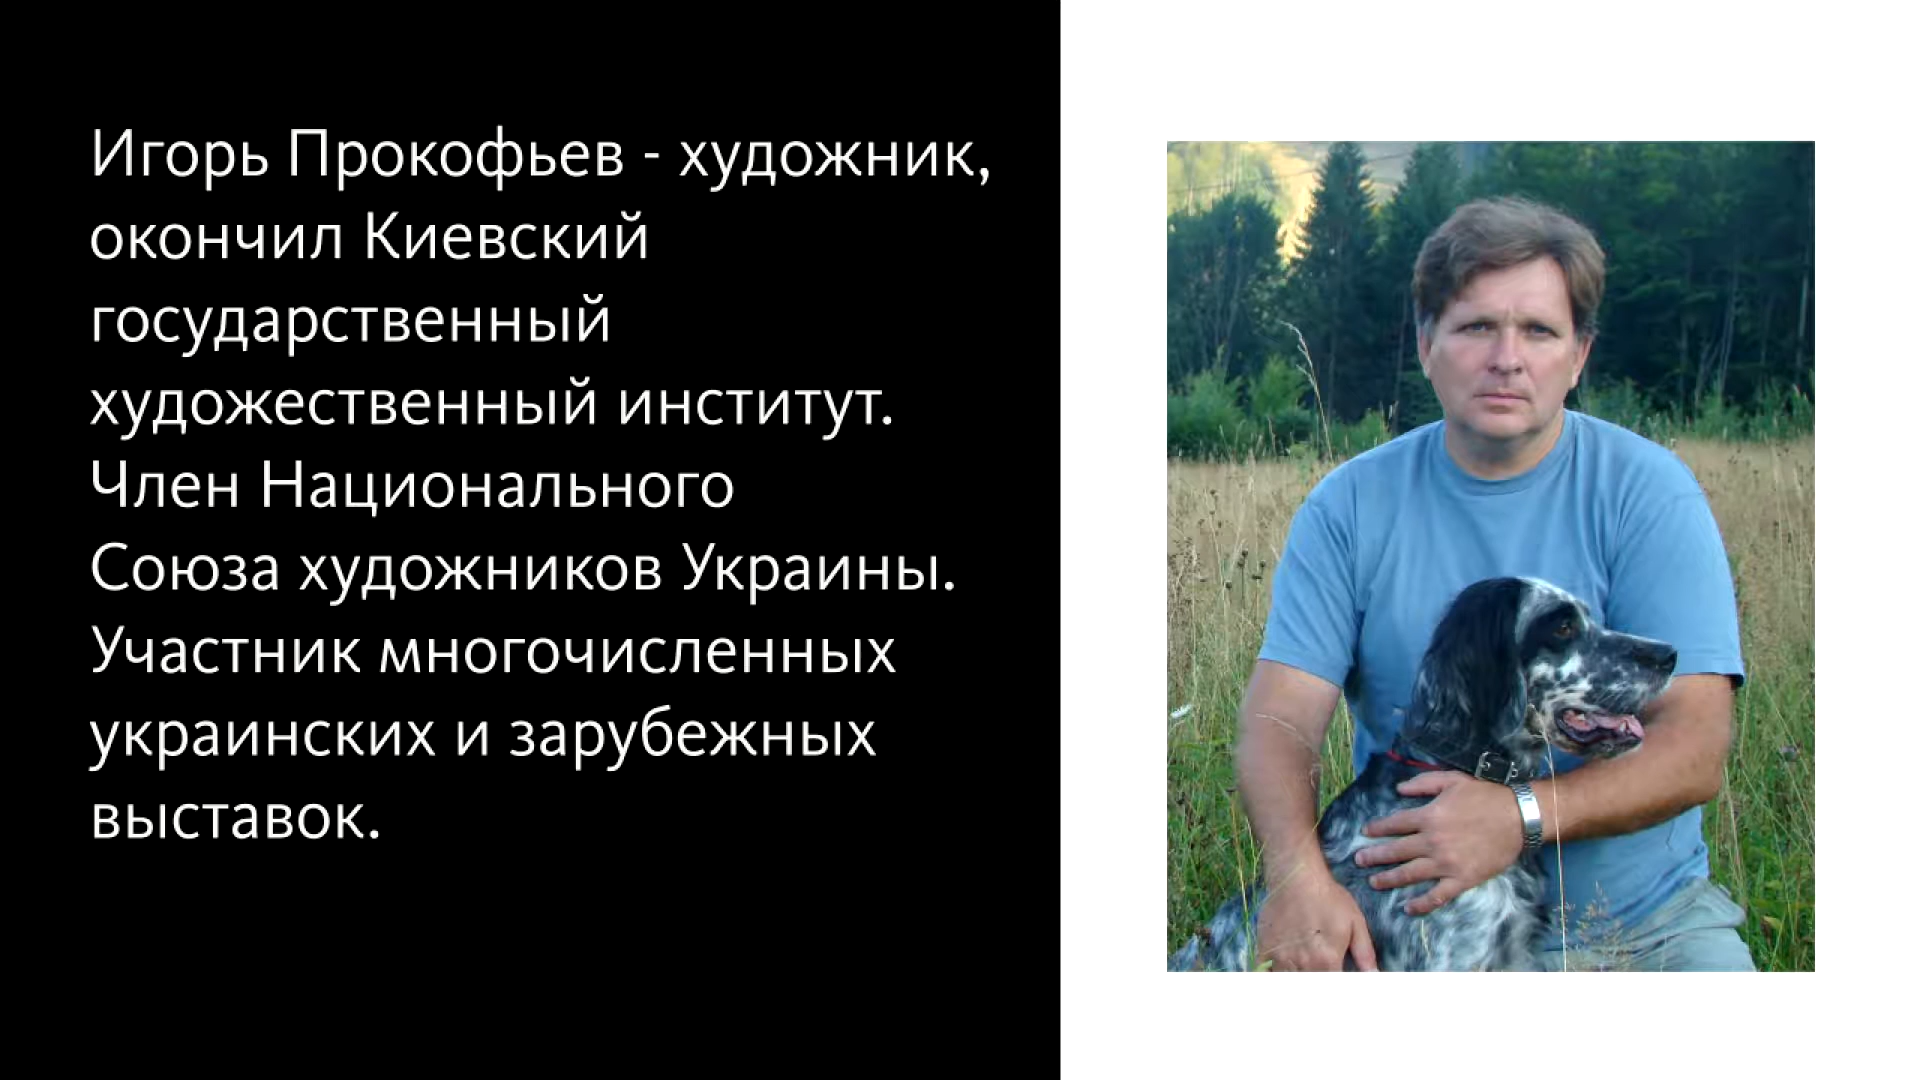 Игорь Прокофьев - художник,
окончил Киевский
государственный
художественный институт.
Член Национального
Союза художников Украины.
Участник многочисленных
украинских и зарубежных
выставок.